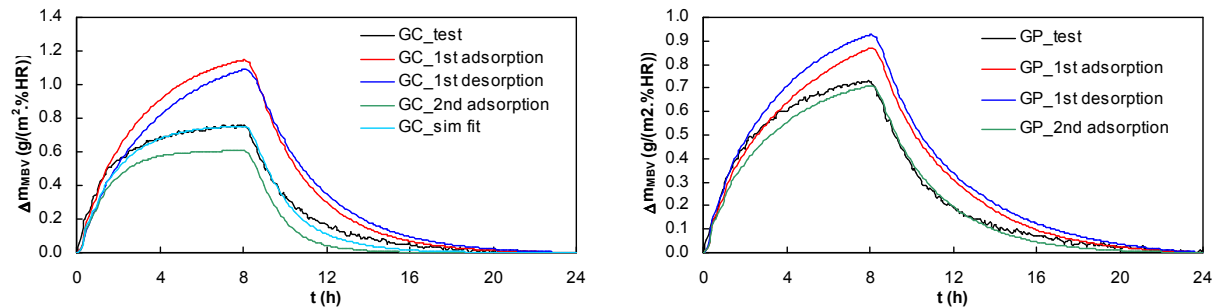 1.4
1.2
1.0
0.8
0.6
0.4
0.2
0.0
Δm_MBV (g/(m².%HR))
0 4 8 12 16 20 24
t (h)
GC_test
GC_1st adsorption
GC_1st desorption
GC_2nd adsorption
GC_sim fit
1.0
0.9
0.8
0.7
0.6
0.5
0.4
0.3
0.2
0.1
0.0
Δm_MBV (g/(m2.%HR))
0 4 8 12 16 20 24
t (h)
GP_test
GP_1st adsorption
GP_1st desorption
GP_2nd adsorption